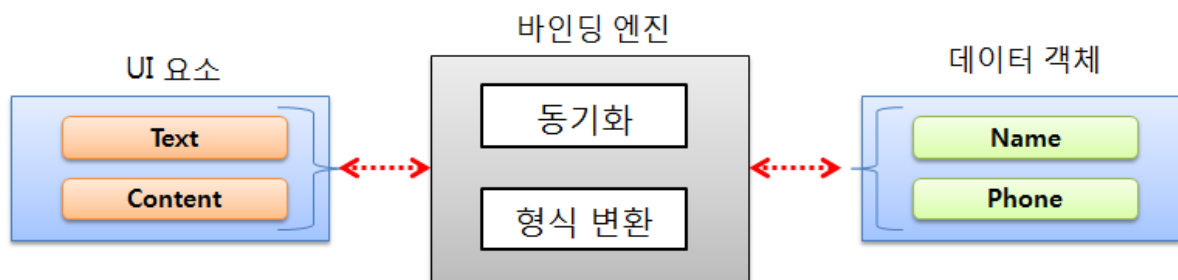 바인딩 엔진
UI 요소
데이터 객체
동기화
Text
Name
형식 변환
Content
Phone